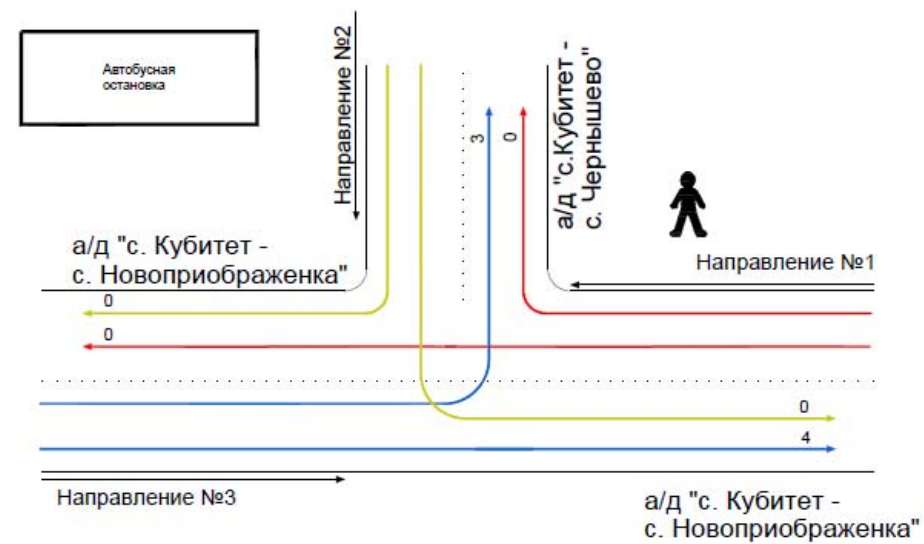 Автобусная
остановка
Направление №2
а/д "с.Кубитет -
с. Чернышево"
3
0
а/д "с. Кубитет -
с. Новоприображенка"
Направление №1
0
0
0
4
Направление №3
а/д "с. Кубитет -
с. Новоприображенка"